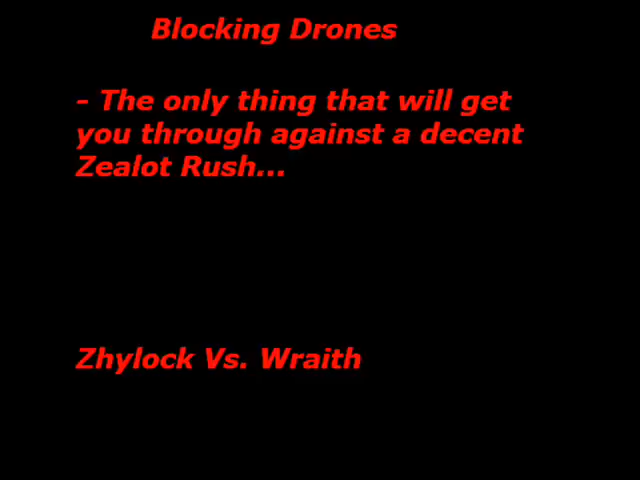 Blocking Drones
- The only thing that will get
you through against a decent
Zealot Rush...
Zhylock Vs. Wraith